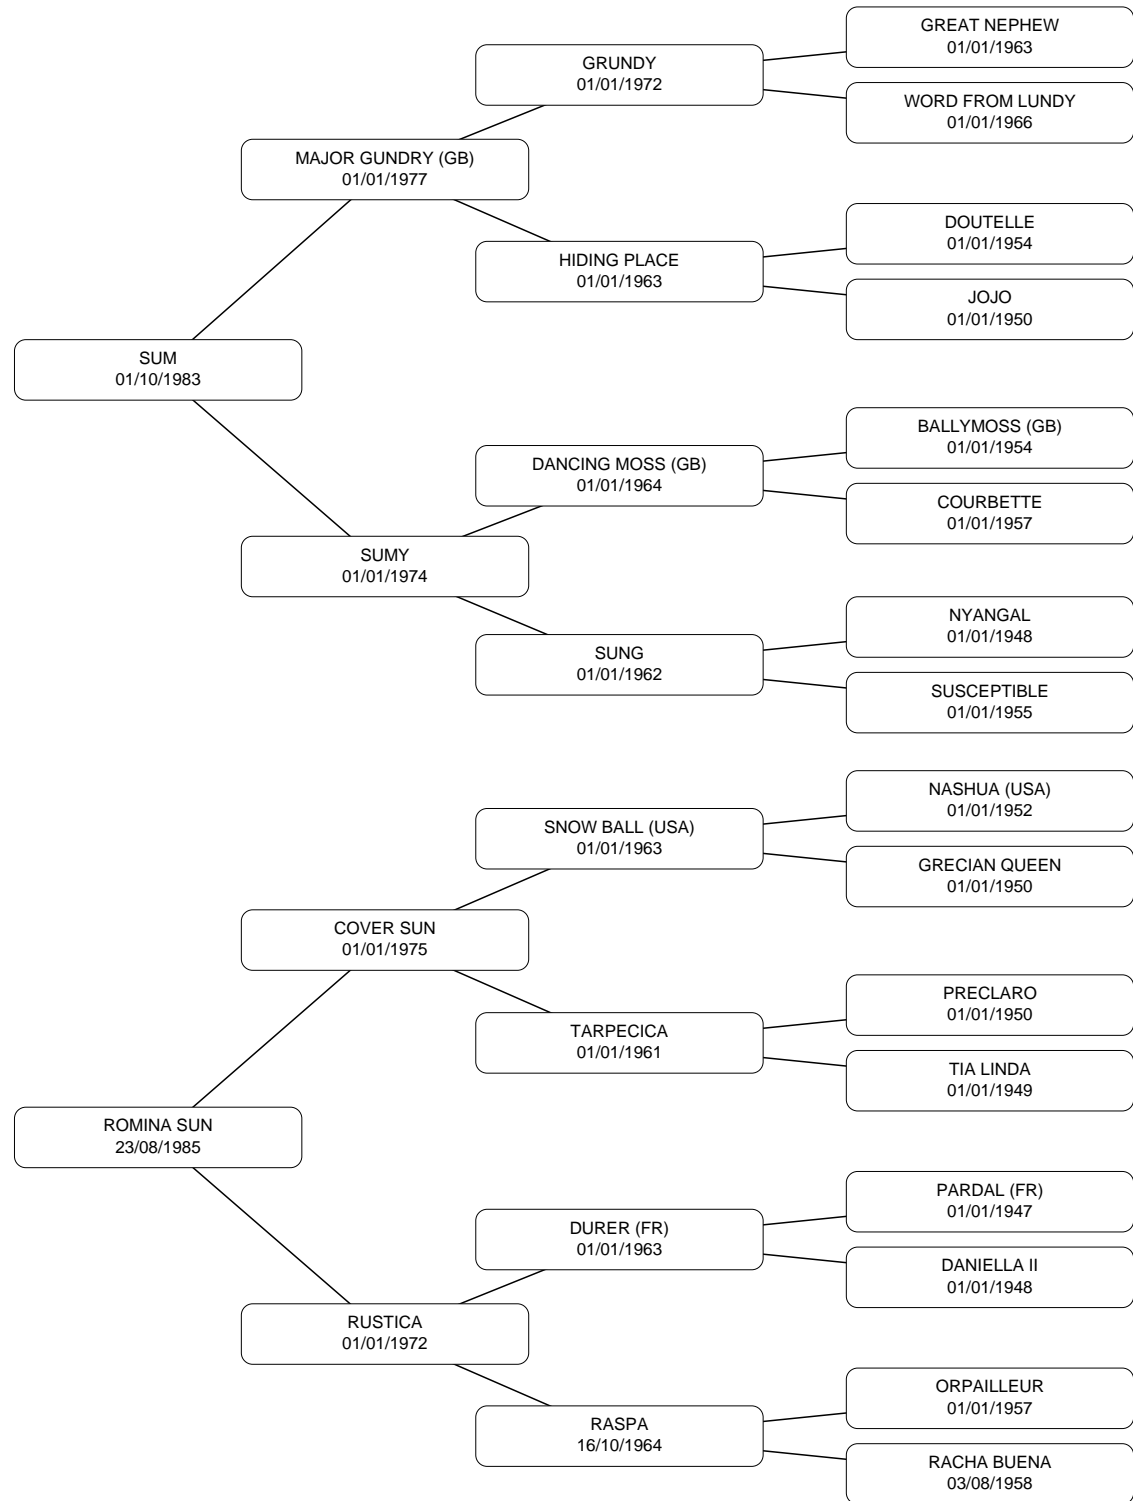 GREAT NEPHEW
01/01/1963
GRUNDY
01/01/1972
WORD FROM LUNDY
01/01/1966
MAJOR GUNDRY (GB)
01/01/1977
DOUTELLE
01/01/1954
HIDING PLACE
01/01/1963
JOJO
01/01/1950
SUM
01/10/1983
BALLYMOSS (GB)
01/01/1954
DANCING MOSS (GB)
01/01/1964
COURBETTE
01/01/1957
SUMY
01/01/1974
NYANGAL
01/01/1948
SUNG
01/01/1962
SUSCEPTIBLE
01/01/1955
NASHUA (USA)
01/01/1952
SNOW BALL (USA)
01/01/1963
GRECIAN QUEEN
01/01/1950
COVER SUN
01/01/1975
PRECLARO
01/01/1950
TARPECICA
01/01/1961
TIA LINDA
01/01/1949
ROMINA SUN
23/08/1985
PARDAL (FR)
01/01/1947
DURER (FR)
01/01/1963
DANIELLA II
01/01/1948
RUSTICA
01/01/1972
ORPAILLEUR
01/01/1957
RASPA
16/10/1964
RACHA BUENA
03/08/1958